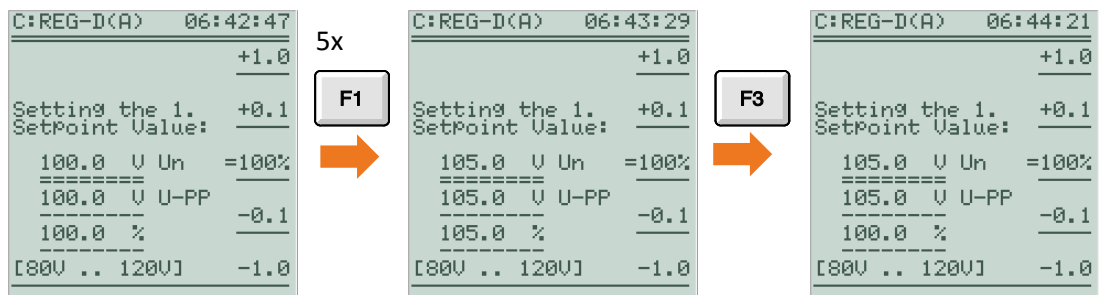 C:REG-D(A) 06:42:47
+1.0
Setting the 1. +0.1
Setpoint Value:
100.0 V Un =100%
100.0 V U-PP
-0.1
100.0 %
[80V .. 120V] -1.0
5x
F1
C:REG-D(A) 06:43:29
+1.0
Setting the 1. +0.1
Setpoint Value:
105.0 V Un =100%
105.0 V U-PP
-0.1
105.0 %
[80V .. 120V] -1.0
F3
C:REG-D(A) 06:44:21
+1.0
Setting the 1. +0.1
Setpoint Value:
105.0 V Un =100%
105.0 V U-PP
-0.1
100.0 %
[80V .. 120V] -1.0